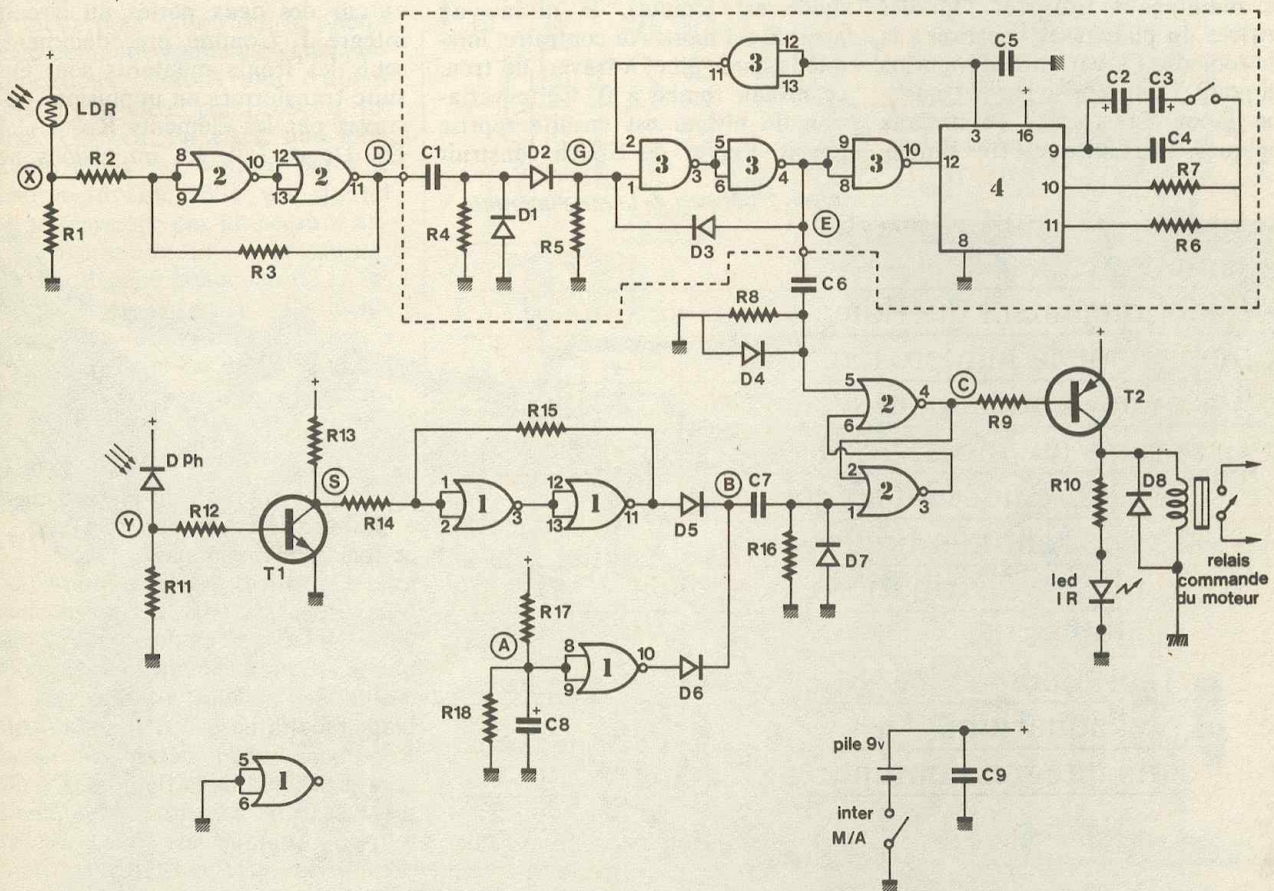 +
LDR
X
R1
R2
8
9
2
10
12
13
2
11
R3
D
C1
R4
D1
D2
G
R5
11
3
12
13
2
1
3
3
5
6
3
4
D3
E
9
8
3
10
C5
C2
C3
+
+
C4
R7
R6
+
3
16
12
4
9
10
11
8
C6
R8
D4
5
6
2
4
C
2
1
2
3
R9
+
T2
R10
D8
led
IR
relais
commande
du moteur
+
D Ph
Y
R11
R12
T1
+
R13
S
R14
R15
1
2
1
3
12
13
1
11
D5
B
C7
R16
D7
+
R17
A
R18
+
C8
8
9
1
10
D6
5
6
1
pile 9v
+
C9
inter
M/A